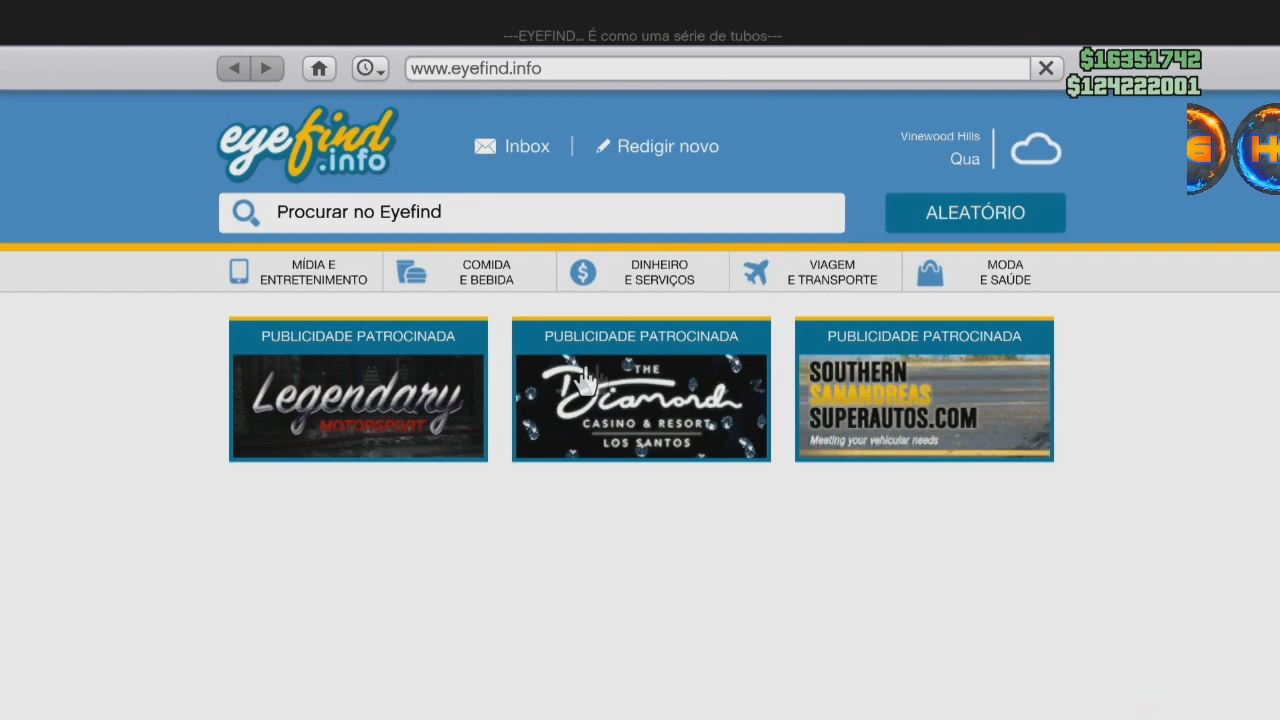 ---EYEFIND... É como uma série de tubos---
www.eyefind.info
$16351742
$124222001
eyefind
.info
Inbox
Redigir novo
Vinewood Hills
Qua
Procurar no Eyefind
ALEATÓRIO
MÍDIA E
ENTRETENIMENTO
COMIDA
E BEBIDA
DINHEIRO
E SERVIÇOS
VIAGEM
E TRANSPORTE
MODA
E SAÚDE
PUBLICIDADE PATROCINADA
Legendary
MOTORSPORT
PUBLICIDADE PATROCINADA
THE
Diamond
CASINO & RESORT
LOS SANTOS
PUBLICIDADE PATROCINADA
SOUTHERN
SANANDREAS
SUPERAUTOS.COM
Meeting your vehicular needs